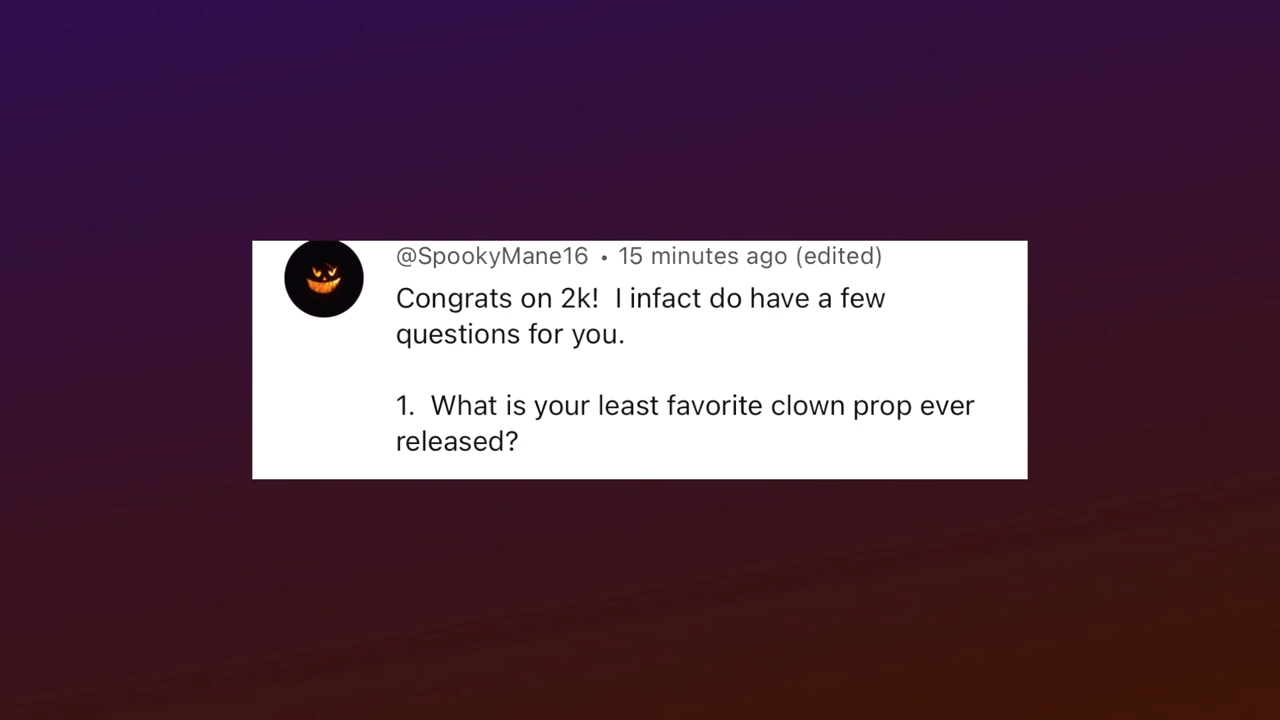 @SpookyMane16 • 15 minutes ago (edited)
Congrats on 2k!  I infact do have a few
questions for you.
1.  What is your least favorite clown prop ever
released?